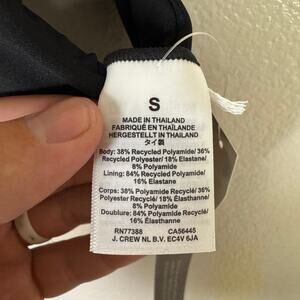 S
MADE IN THAILAND
FABRIQUÉ EN THAÏLANDE
HERGESTELLT IN THAILAND
タイ製
Body: 38% Recycled Polyamide/ 36%
Recycled Polyester/ 18% Elastane/
8% Polyamide
Lining: 84% Recycled Polyamide/
16% Elastane
Corps: 38% Polyamide Recyclé/ 36%
Polyester Recyclé/ 18% Élasthanne/
8% Polyamide
Doublure: 84% Polyamide Recyclé/
16% Élasthanne
RN77388 CA56445
J. CREW NL B.V. EC4V 6JA